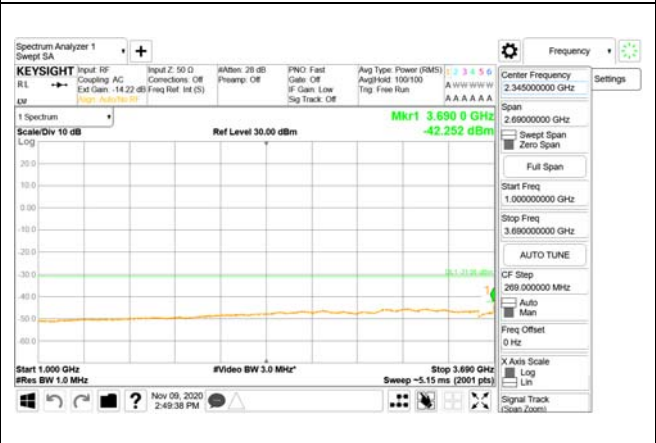 Spectrum Analyzer 1
Swept SA
Frequency
Settings
KEYSIGHT
RL
Input: RF
Coupling: AC
Ext Gain: -14.22 dB
Align: Auto/No RF
Input Z: 50 Ω
Corrections: Off
Freq Ref: Int (S)
#Atten: 28 dB
Preamp: Off
PNO: Fast
Gate: Off
IF Gain: Low
Sig Track: Off
Avg Type: Power (RMS)
Avg|Hold: 100/100
Trig: Free Run
1 2 3 4 5 6
A W W W W W
A A A A A A
1 Spectrum
Scale/Div 10 dB
Log
Ref Level 30.00 dBm
Mkr1 3.690 0 GHz
-42.252 dBm
20.0
10.0
0.00
-10.0
-20.0
-30.0
-40.0
-50.0
-60.0
1
Start 1.000 GHz
#Res BW 1.0 MHz
#Video BW 3.0 MHz*
Stop 3.690 GHz
Sweep ~5.15 ms (2001 pts)
Nov 09, 2020
2:49:38 PM
Center Frequency
2.345000000 GHz
Span
2.69000000 GHz
Swept Span
Zero Span
Full Span
Start Freq
1.000000000 GHz
Stop Freq
3.690000000 GHz
AUTO TUNE
CF Step
269.000000 MHz
Auto
Man
Freq Offset
0 Hz
X Axis Scale
Log
Lin
Signal Track
(Span Zoom)